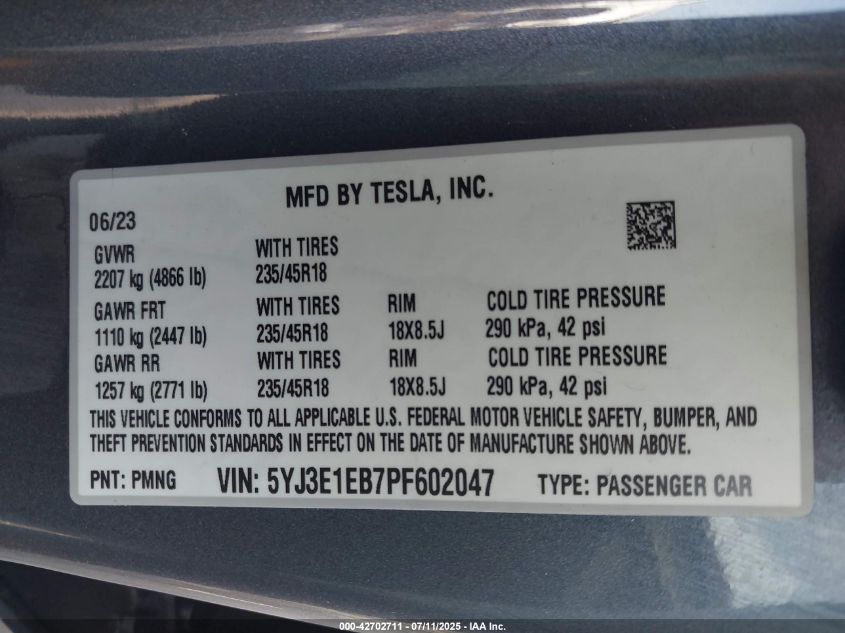 MFD BY TESLA, INC.
06/23
GVWR WITH TIRES
2207 kg (4866 lb) 235/45R18
GAWR FRT WITH TIRES RIM COLD TIRE PRESSURE
1110 kg (2447 lb) 235/45R18 18X8.5J 290 kPa, 42 psi
GAWR RR WITH TIRES RIM COLD TIRE PRESSURE
1257 kg (2771 lb) 235/45R18 18X8.5J 290 kPa, 42 psi
THIS VEHICLE CONFORMS TO ALL APPLICABLE U.S. FEDERAL MOTOR VEHICLE SAFETY, BUMPER, AND
THEFT PREVENTION STANDARDS IN EFFECT ON THE DATE OF MANUFACTURE SHOWN ABOVE.
PNT: PMNG VIN: 5YJ3E1EB7PF602047 TYPE: PASSENGER CAR
000-42702711 - 07/11/2025 - IAA Inc.